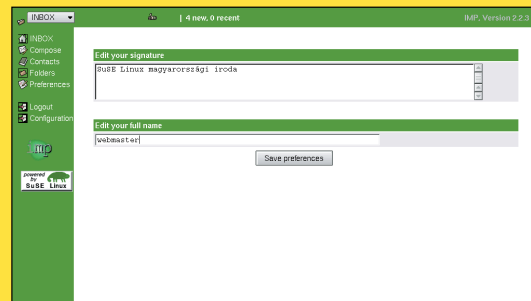 INBOX
| 4 new, 0 recent
IMP, Version 2.2.3
INBOX
Compose
Contacts
Folders
Preferences
Logout
Configuration
imp
powered
by
SuSE Linux
Edit your signature
SuSE Linux magyarországi iroda
Edit your full name
webmaster
Save preferences